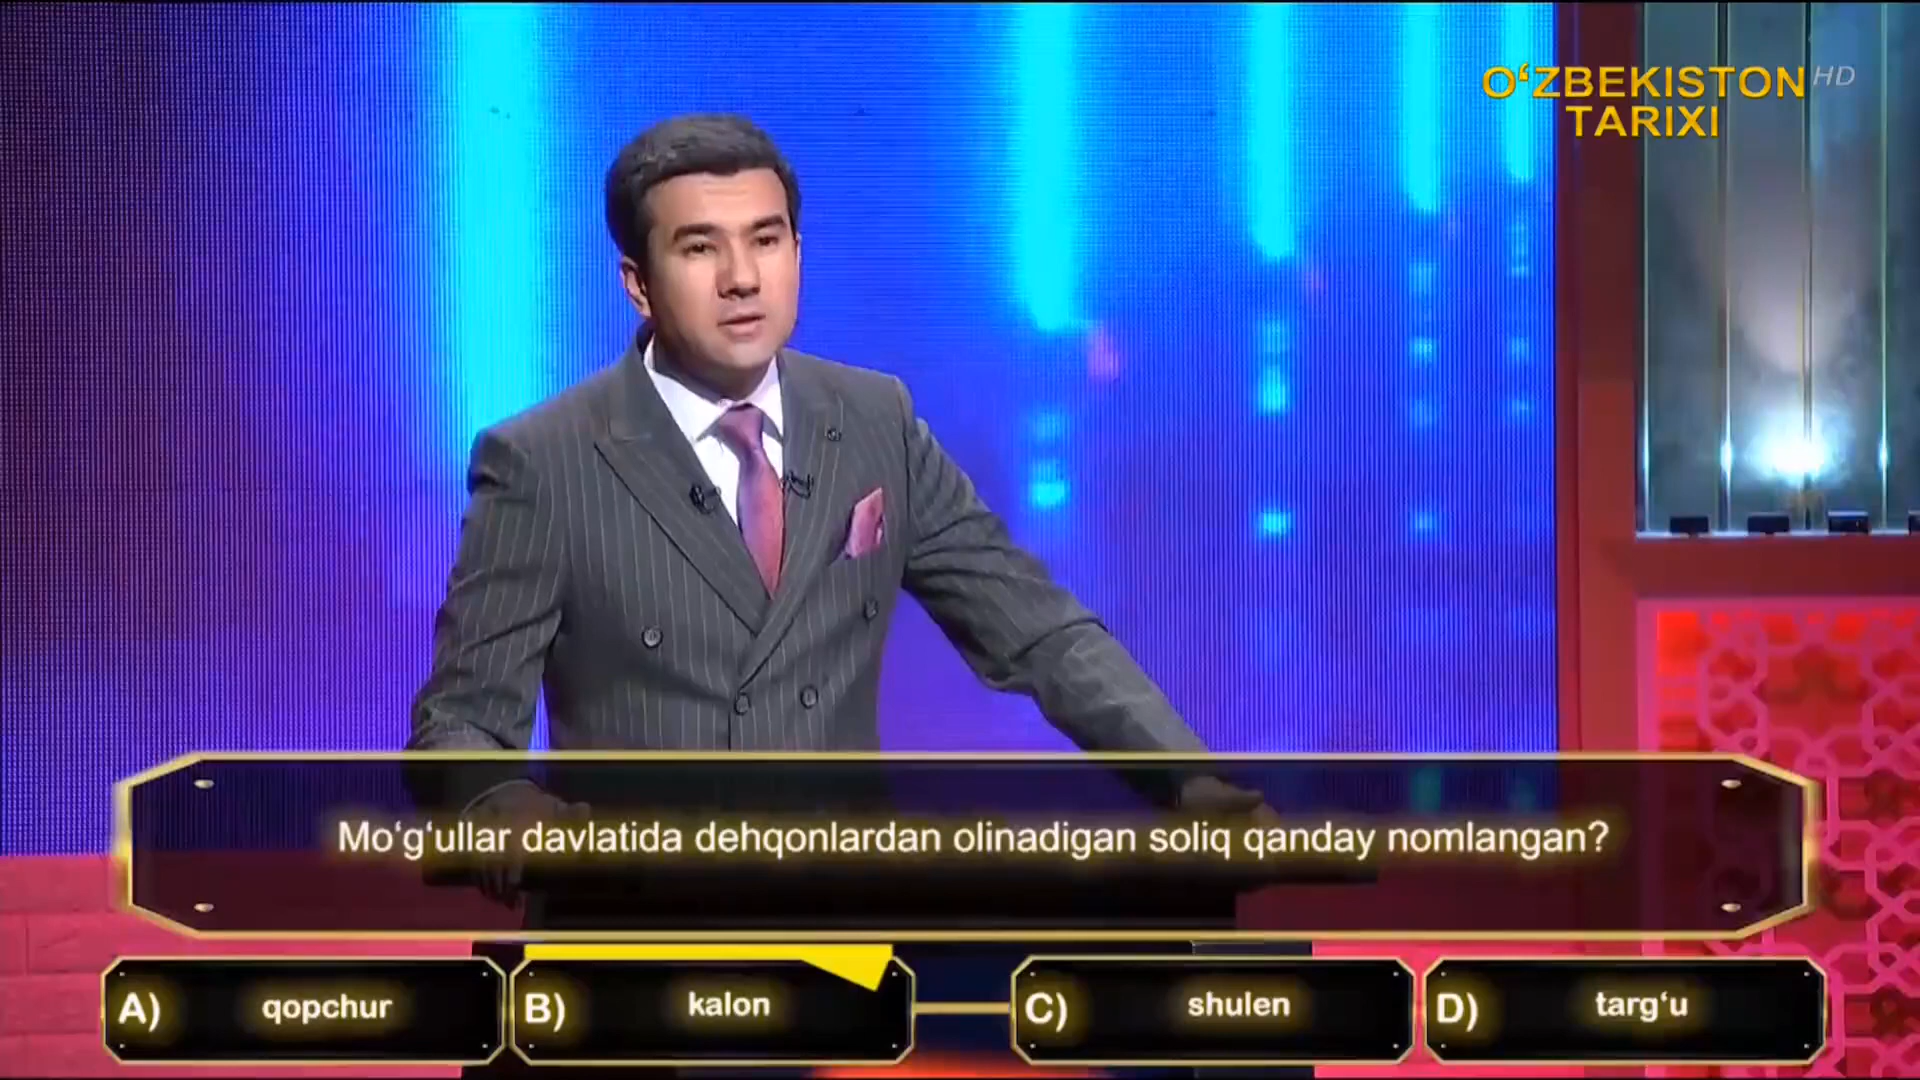 O‘ZBEKISTON HD
TARIXI
Mo‘g‘ullar davlatida dehqonlardan olinadigan soliq qanday nomlangan?
A) qopchur
B) kalon
C) shulen
D) targ‘u